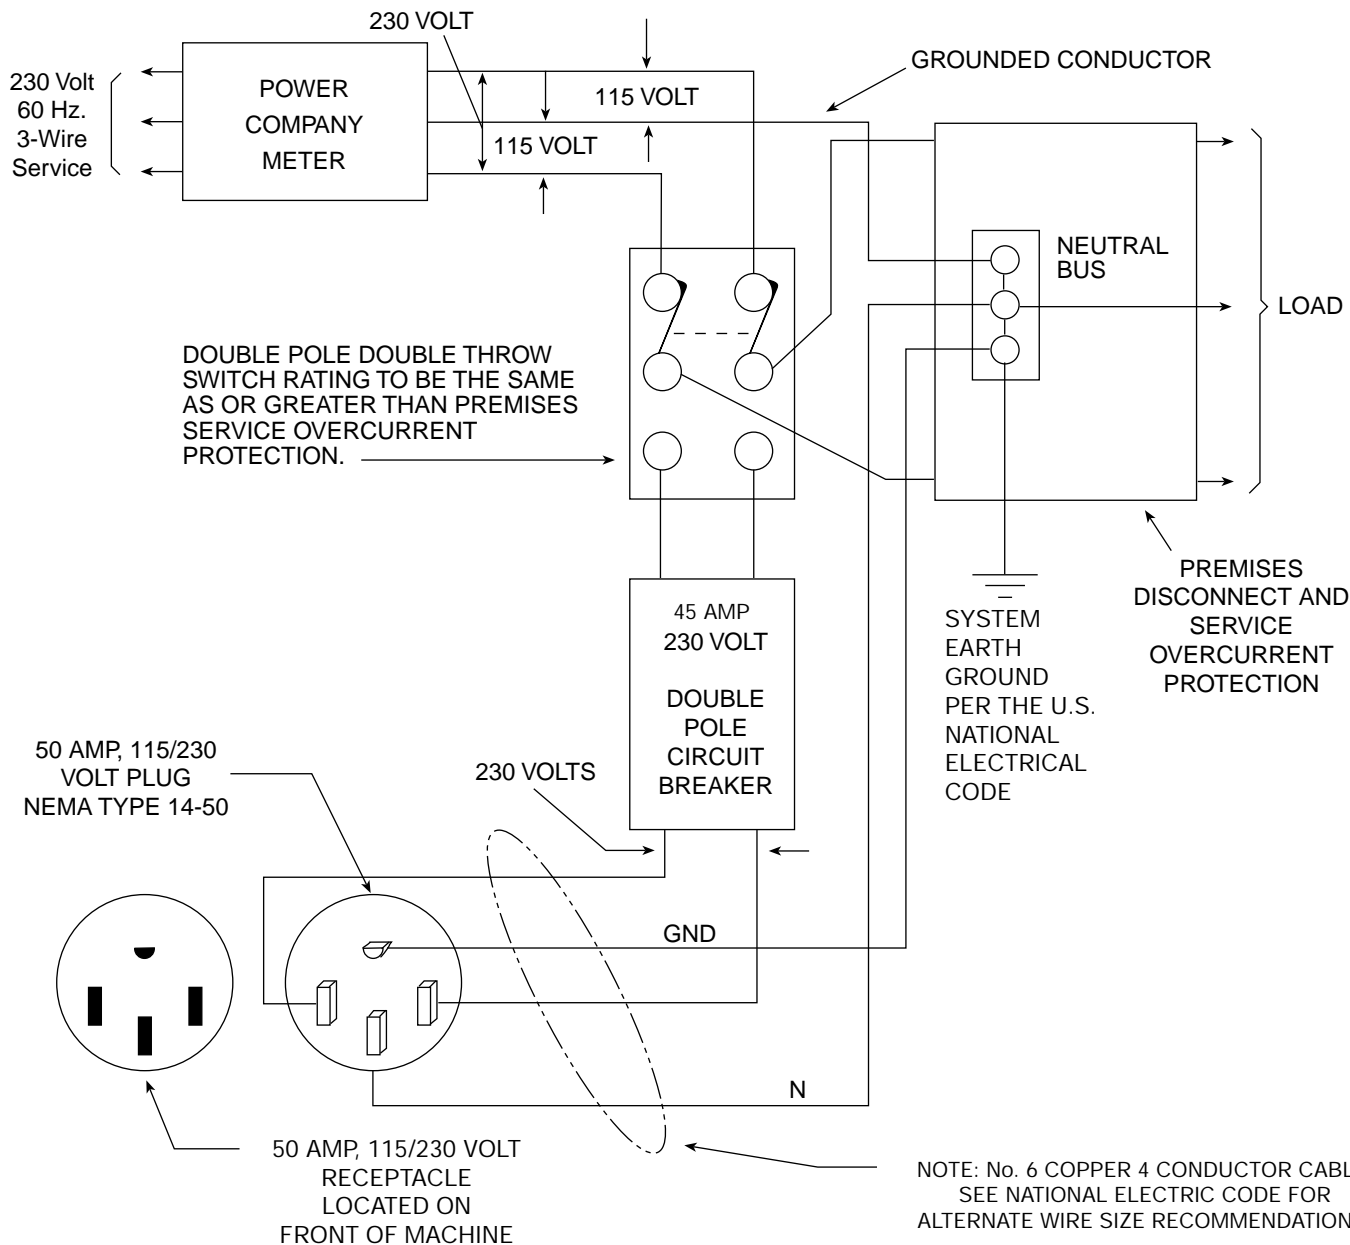 230 VOLT
GROUNDED CONDUCTOR
230 Volt
60 Hz.
3-Wire
Service
POWER
COMPANY
METER
115 VOLT
115 VOLT
NEUTRAL
BUS
LOAD
DOUBLE POLE DOUBLE THROW
SWITCH RATING TO BE THE SAME
AS OR GREATER THAN PREMISES
SERVICE OVERCURRENT
PROTECTION.
PREMISES
DISCONNECT AND
SERVICE
OVERCURRENT
PROTECTION
45 AMP
230 VOLT
DOUBLE
POLE
CIRCUIT
BREAKER
SYSTEM
EARTH
GROUND
PER THE U.S.
NATIONAL
ELECTRICAL
CODE
50 AMP, 115/230
VOLT PLUG
NEMA TYPE 14-50
230 VOLTS
GND
N
50 AMP, 115/230 VOLT
RECEPTACLE
LOCATED ON
FRONT OF MACHINE
NOTE: No. 6 COPPER 4 CONDUCTOR CABL
SEE NATIONAL ELECTRIC CODE FOR
ALTERNATE WIRE SIZE RECOMMENDATION